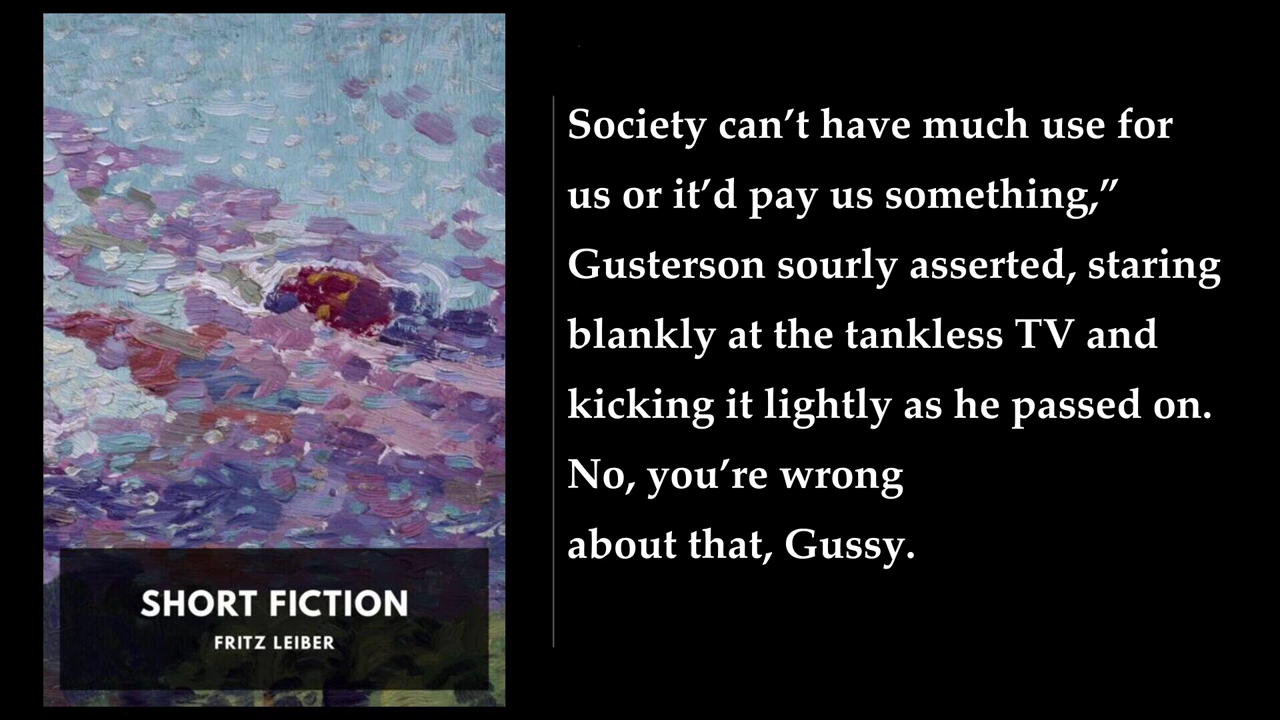 SHORT FICTION
FRITZ LEIBER
Society can’t have much use for
us or it’d pay us something,”
Gusterson sourly asserted, staring
blankly at the tankless TV and
kicking it lightly as he passed on.
No, you’re wrong
about that, Gussy.